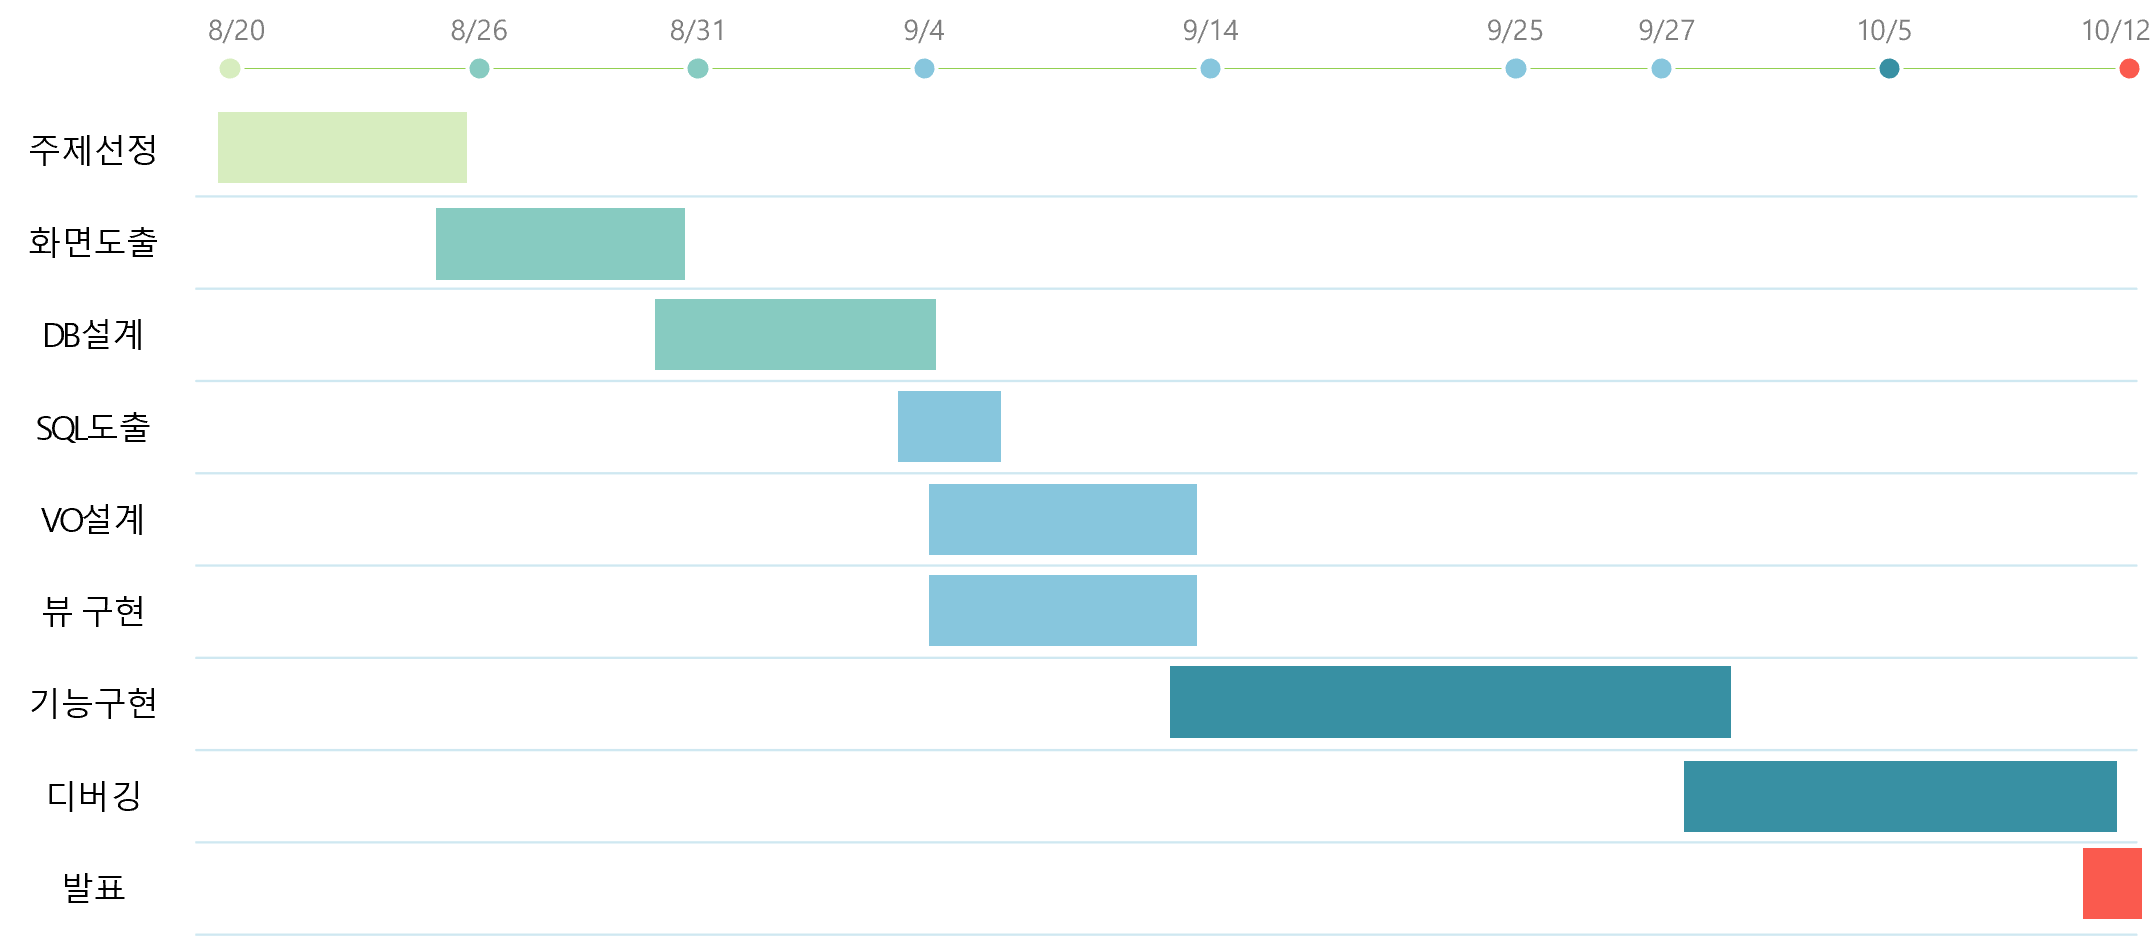 8/20 8/26 8/31 9/4 9/14 9/25 9/27 10/5 10/12
주제선정
화면도출
DB설계
SQL도출
VO설계
뷰 구현
기능구현
디버깅
발표